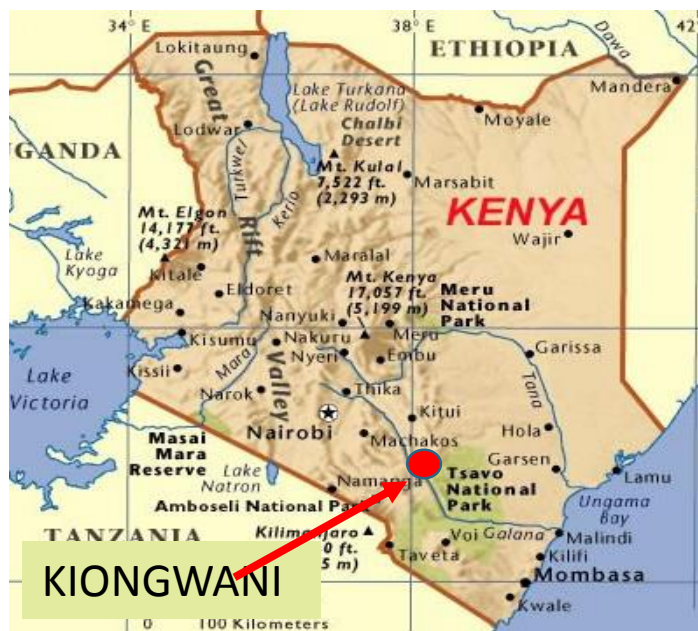 34°E
38°
42°
ETHIOPIA
Dawa
Lokitaung
Great
Mandera
Lake Turkana
(Lake Rudolf)
Moyale
Lodwar
Chalbi
Desert
UGANDA
Turkwel
Mt. Kulal
7,522 ft.
(2,293 m)
Marsabit
Kerio
KENYA
Mt. Elgon
14,177 ft.
(4,321 m)
Rift
Wajir
Lake
Kyoga
Kitale
Maralal
Mt. Kenya
17,057 ft.
(5,199 m)
Meru
National
Park
Eldoret
Kakamega
Nanyuki
Kisumu
Nakuru
Meru
Nyeri
Embu
Garissa
Mara
Kissii
Valley
Lake
Victoria
Narok
Thika
Tana
Kitui
Nairobi
Machakos
Hola
Masai
Mara
Reserve
Garsen
Lake
Natron
Namanga
Tsavo
National
Park
Lamu
Amboseli National Park
Ungama
Bay
TANZANIA
Kilimanjaro
0 ft.
5 m)
Voi
Galana
Malindi
Taveta
Kilifi
KIONGWANI
Mombasa
Kwale
0 100 Kilometers